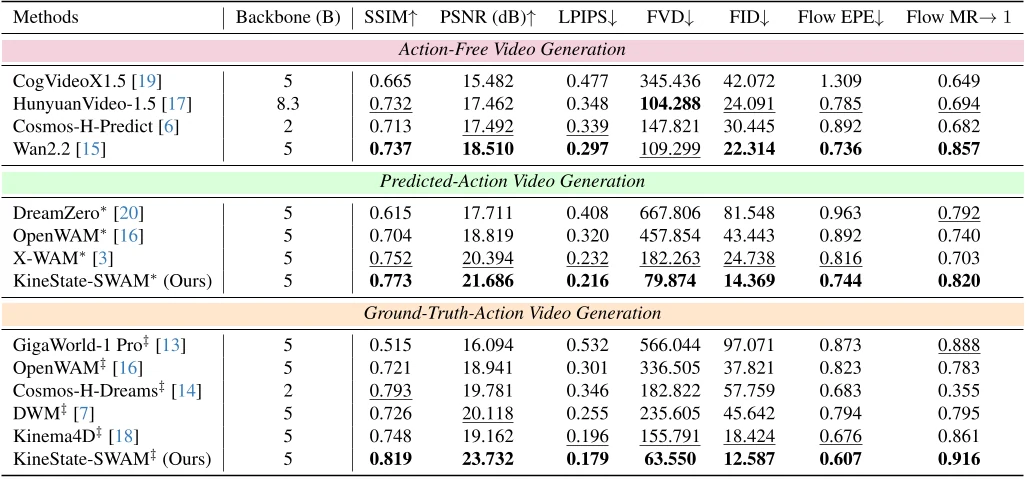 Methods Backbone (B) SSIM↑ PSNR (dB)↑ LPIPS↓ FVD↓ FID↓ Flow EPE↓ Flow MR→ 1
Action-Free Video Generation
CogVideoX1.5 [19] 5 0.665 15.482 0.477 345.436 42.072 1.309 0.649
HunyuanVideo-1.5 [17] 8.3 0.732 17.462 0.348 104.288 24.091 0.785 0.694
Cosmos-H-Predict [6] 2 0.713 17.492 0.339 147.821 30.445 0.892 0.682
Wan2.2 [15] 5 0.737 18.510 0.297 109.299 22.314 0.736 0.857
Predicted-Action Video Generation
DreamZero* [20] 5 0.615 17.711 0.408 667.806 81.548 0.963 0.792
OpenWAM* [16] 5 0.704 18.819 0.320 457.854 43.443 0.892 0.740
X-WAM* [3] 5 0.752 20.394 0.232 182.263 24.738 0.816 0.703
KineState-SWAM* (Ours) 5 0.773 21.686 0.216 79.874 14.369 0.744 0.820
Ground-Truth-Action Video Generation
GigaWorld-1 Pro‡ [13] 5 0.515 16.094 0.532 566.044 97.071 0.873 0.888
OpenWAM‡ [16] 5 0.721 18.941 0.301 336.505 37.821 0.823 0.783
Cosmos-H-Dreams‡ [14] 2 0.793 19.781 0.346 182.822 57.759 0.683 0.355
DWM‡ [7] 5 0.726 20.118 0.255 235.605 45.642 0.794 0.795
Kinema4D‡ [18] 5 0.748 19.162 0.196 155.791 18.424 0.676 0.861
KineState-SWAM‡ (Ours) 5 0.819 23.732 0.179 63.550 12.587 0.607 0.916